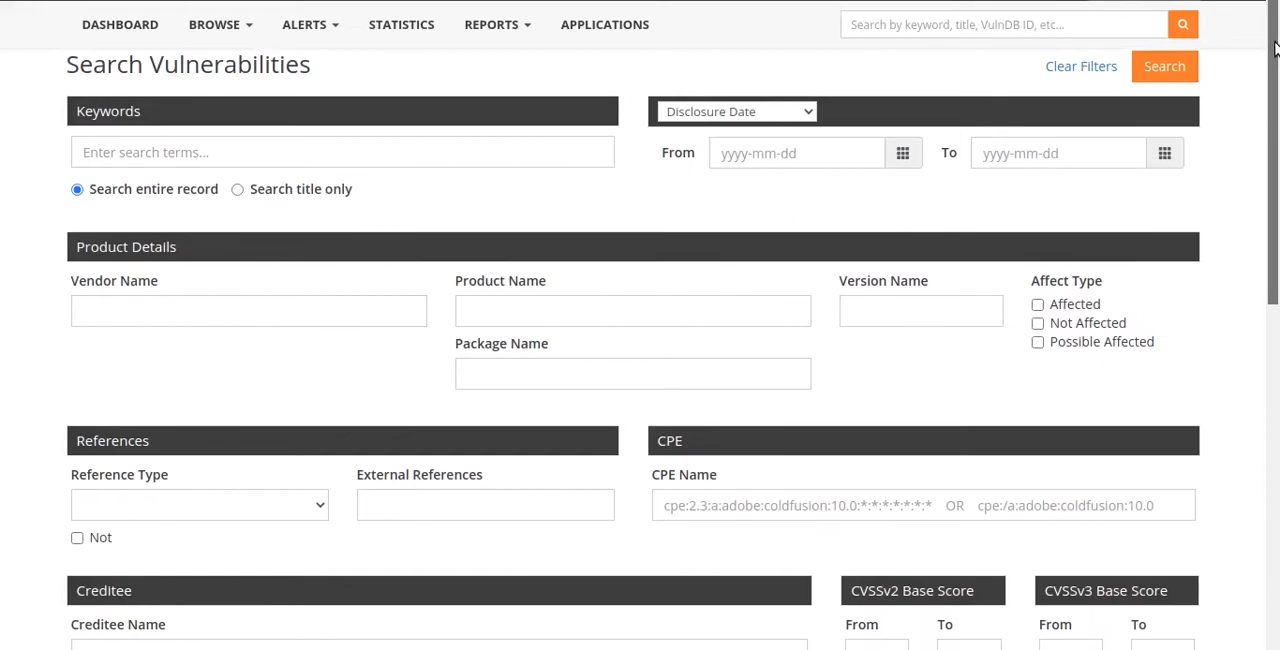 DASHBOARD BROWSE ALERTS STATISTICS REPORTS APPLICATIONS Search by keyword, title, VulnDB ID, etc...
Search Vulnerabilities Clear Filters Search
Keywords Disclosure Date
Enter search terms... From yyyy-mm-dd To yyyy-mm-dd
Search entire record Search title only
Product Details
Vendor Name Product Name Version Name Affect Type
Affected
Not Affected
Package Name Possible Affected
References CPE
Reference Type External References CPE Name
cpe:2.3:a:adobe:coldfusion:10.0:*:*:*:*:*:*:* OR cpe:/a:adobe:coldfusion:10.0
Not
Creditee CVSSv2 Base Score CVSSv3 Base Score
Creditee Name From To From To